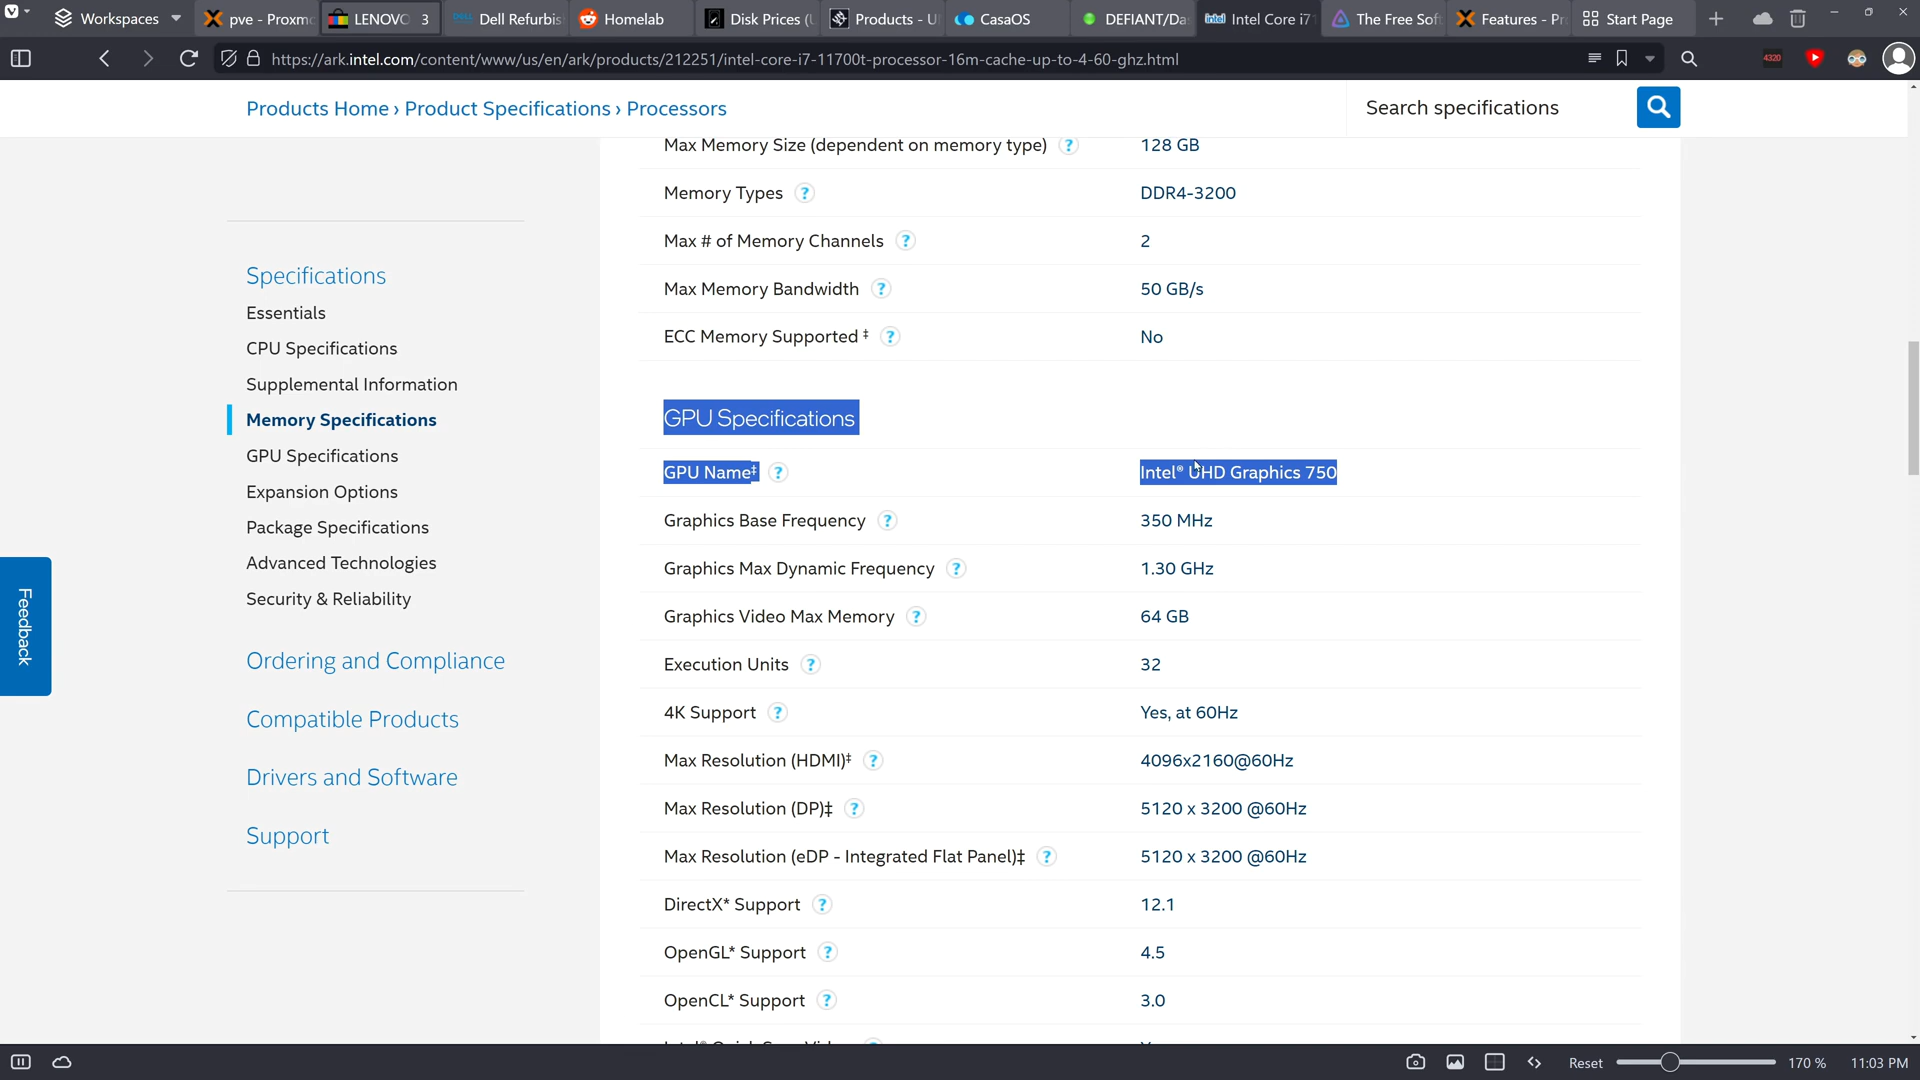 Workspaces
pve - Proxmo
LENOVO 3
Dell Refurbis
Homelab
Disk Prices (U
Products - U
CasaOS
DEFIANT/Da
Intel Core i7
The Free Sof
Features - Pr
Start Page
https://ark.intel.com/content/www/us/en/ark/products/212251/intel-core-i7-11700t-processor-16m-cache-up-to-4-60-ghz.html
4320
Products Home › Product Specifications › Processors
Search specifications
Max Memory Size (dependent on memory type) ? 128 GB
Memory Types ? DDR4-3200
Max # of Memory Channels ? 2
Max Memory Bandwidth ? 50 GB/s
ECC Memory Supported ‡ ? No
GPU Specifications
GPU Name‡ ? Intel® UHD Graphics 750
Graphics Base Frequency ? 350 MHz
Graphics Max Dynamic Frequency ? 1.30 GHz
Graphics Video Max Memory ? 64 GB
Execution Units ? 32
4K Support ? Yes, at 60Hz
Max Resolution (HDMI)‡ ? 4096x2160@60Hz
Max Resolution (DP)‡ ? 5120 x 3200 @60Hz
Max Resolution (eDP - Integrated Flat Panel)‡ ? 5120 x 3200 @60Hz
DirectX* Support ? 12.1
OpenGL* Support ? 4.5
OpenCL* Support ? 3.0
Specifications
Essentials
CPU Specifications
Supplemental Information
Memory Specifications
GPU Specifications
Expansion Options
Package Specifications
Advanced Technologies
Security & Reliability
Ordering and Compliance
Compatible Products
Drivers and Software
Support
Feedback
Reset
170 %
11:03 PM